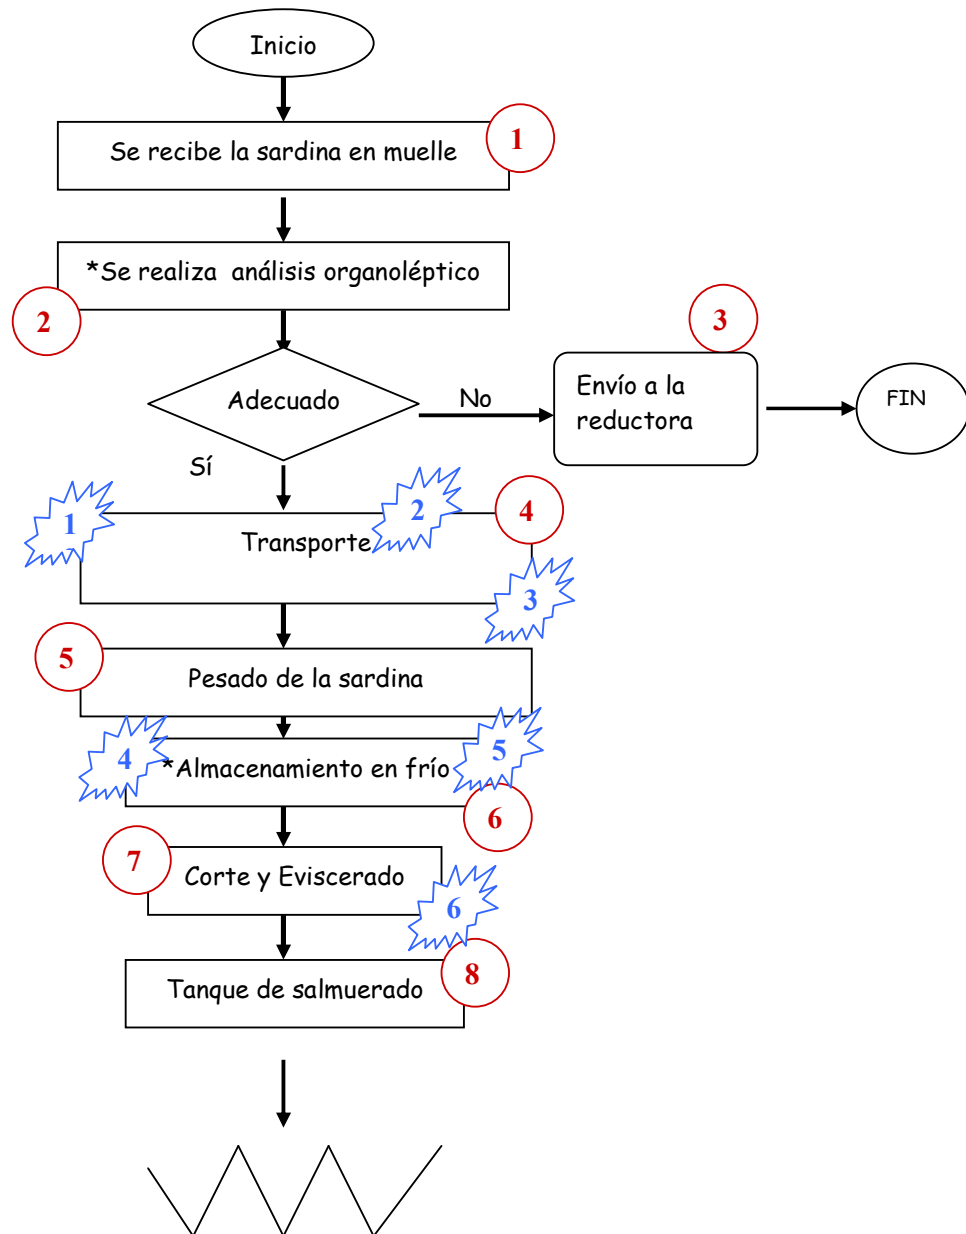 Inicio
1
Se recibe la sardina en muelle
*Se realiza análisis organoléptico
2
3
Adecuado
No
Envío a la
reductora
FIN
Sí
1
2
4
Transporte
3
5
Pesado de la sardina
4
*Almacenamiento en frío
5
6
7
Corte y Eviscerado
6
8
Tanque de salmuerado